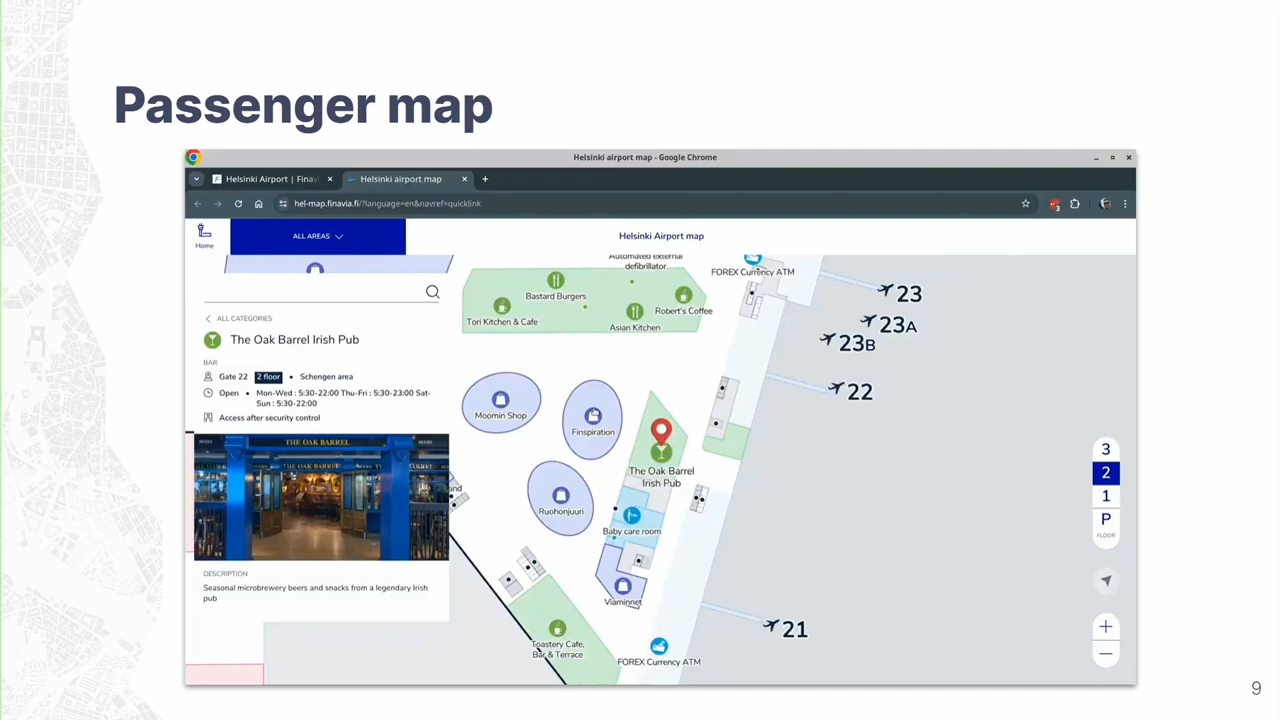 Passenger map
Helsinki airport map - Google Chrome
Helsinki Airport | Finav
Helsinki airport map
hel-map.finavia.fi/?language=en&navref=quicklink
3
Home
ALL AREAS
Helsinki Airport map
ALL CATEGORIES
The Oak Barrel Irish Pub
BAR
Gate 22 2 floor • Schengen area
Open • Mon-Wed : 5:30-22:00 Thu-Fri : 5:30-23:00 Sat-
Sun : 5:30-22:00
Access after security control
THE OAK BARREL
THE OAK BARREL
DESCRIPTION
Seasonal microbrewery beers and snacks from a legendary Irish
pub
Automated external
defibrillator
FOREX Currency ATM
Bastard Burgers
Tori Kitchen & Cafe
Robert's Coffee
Asian Kitchen
23
23A
23B
22
Moomin Shop
Finspiration
The Oak Barrel
Irish Pub
Ruohonjuuri
and
Baby care room
Viaminnet
Toastery Cafe,
Bar & Terrace
FOREX Currency ATM
21
3
2
1
P
FLOOR
9